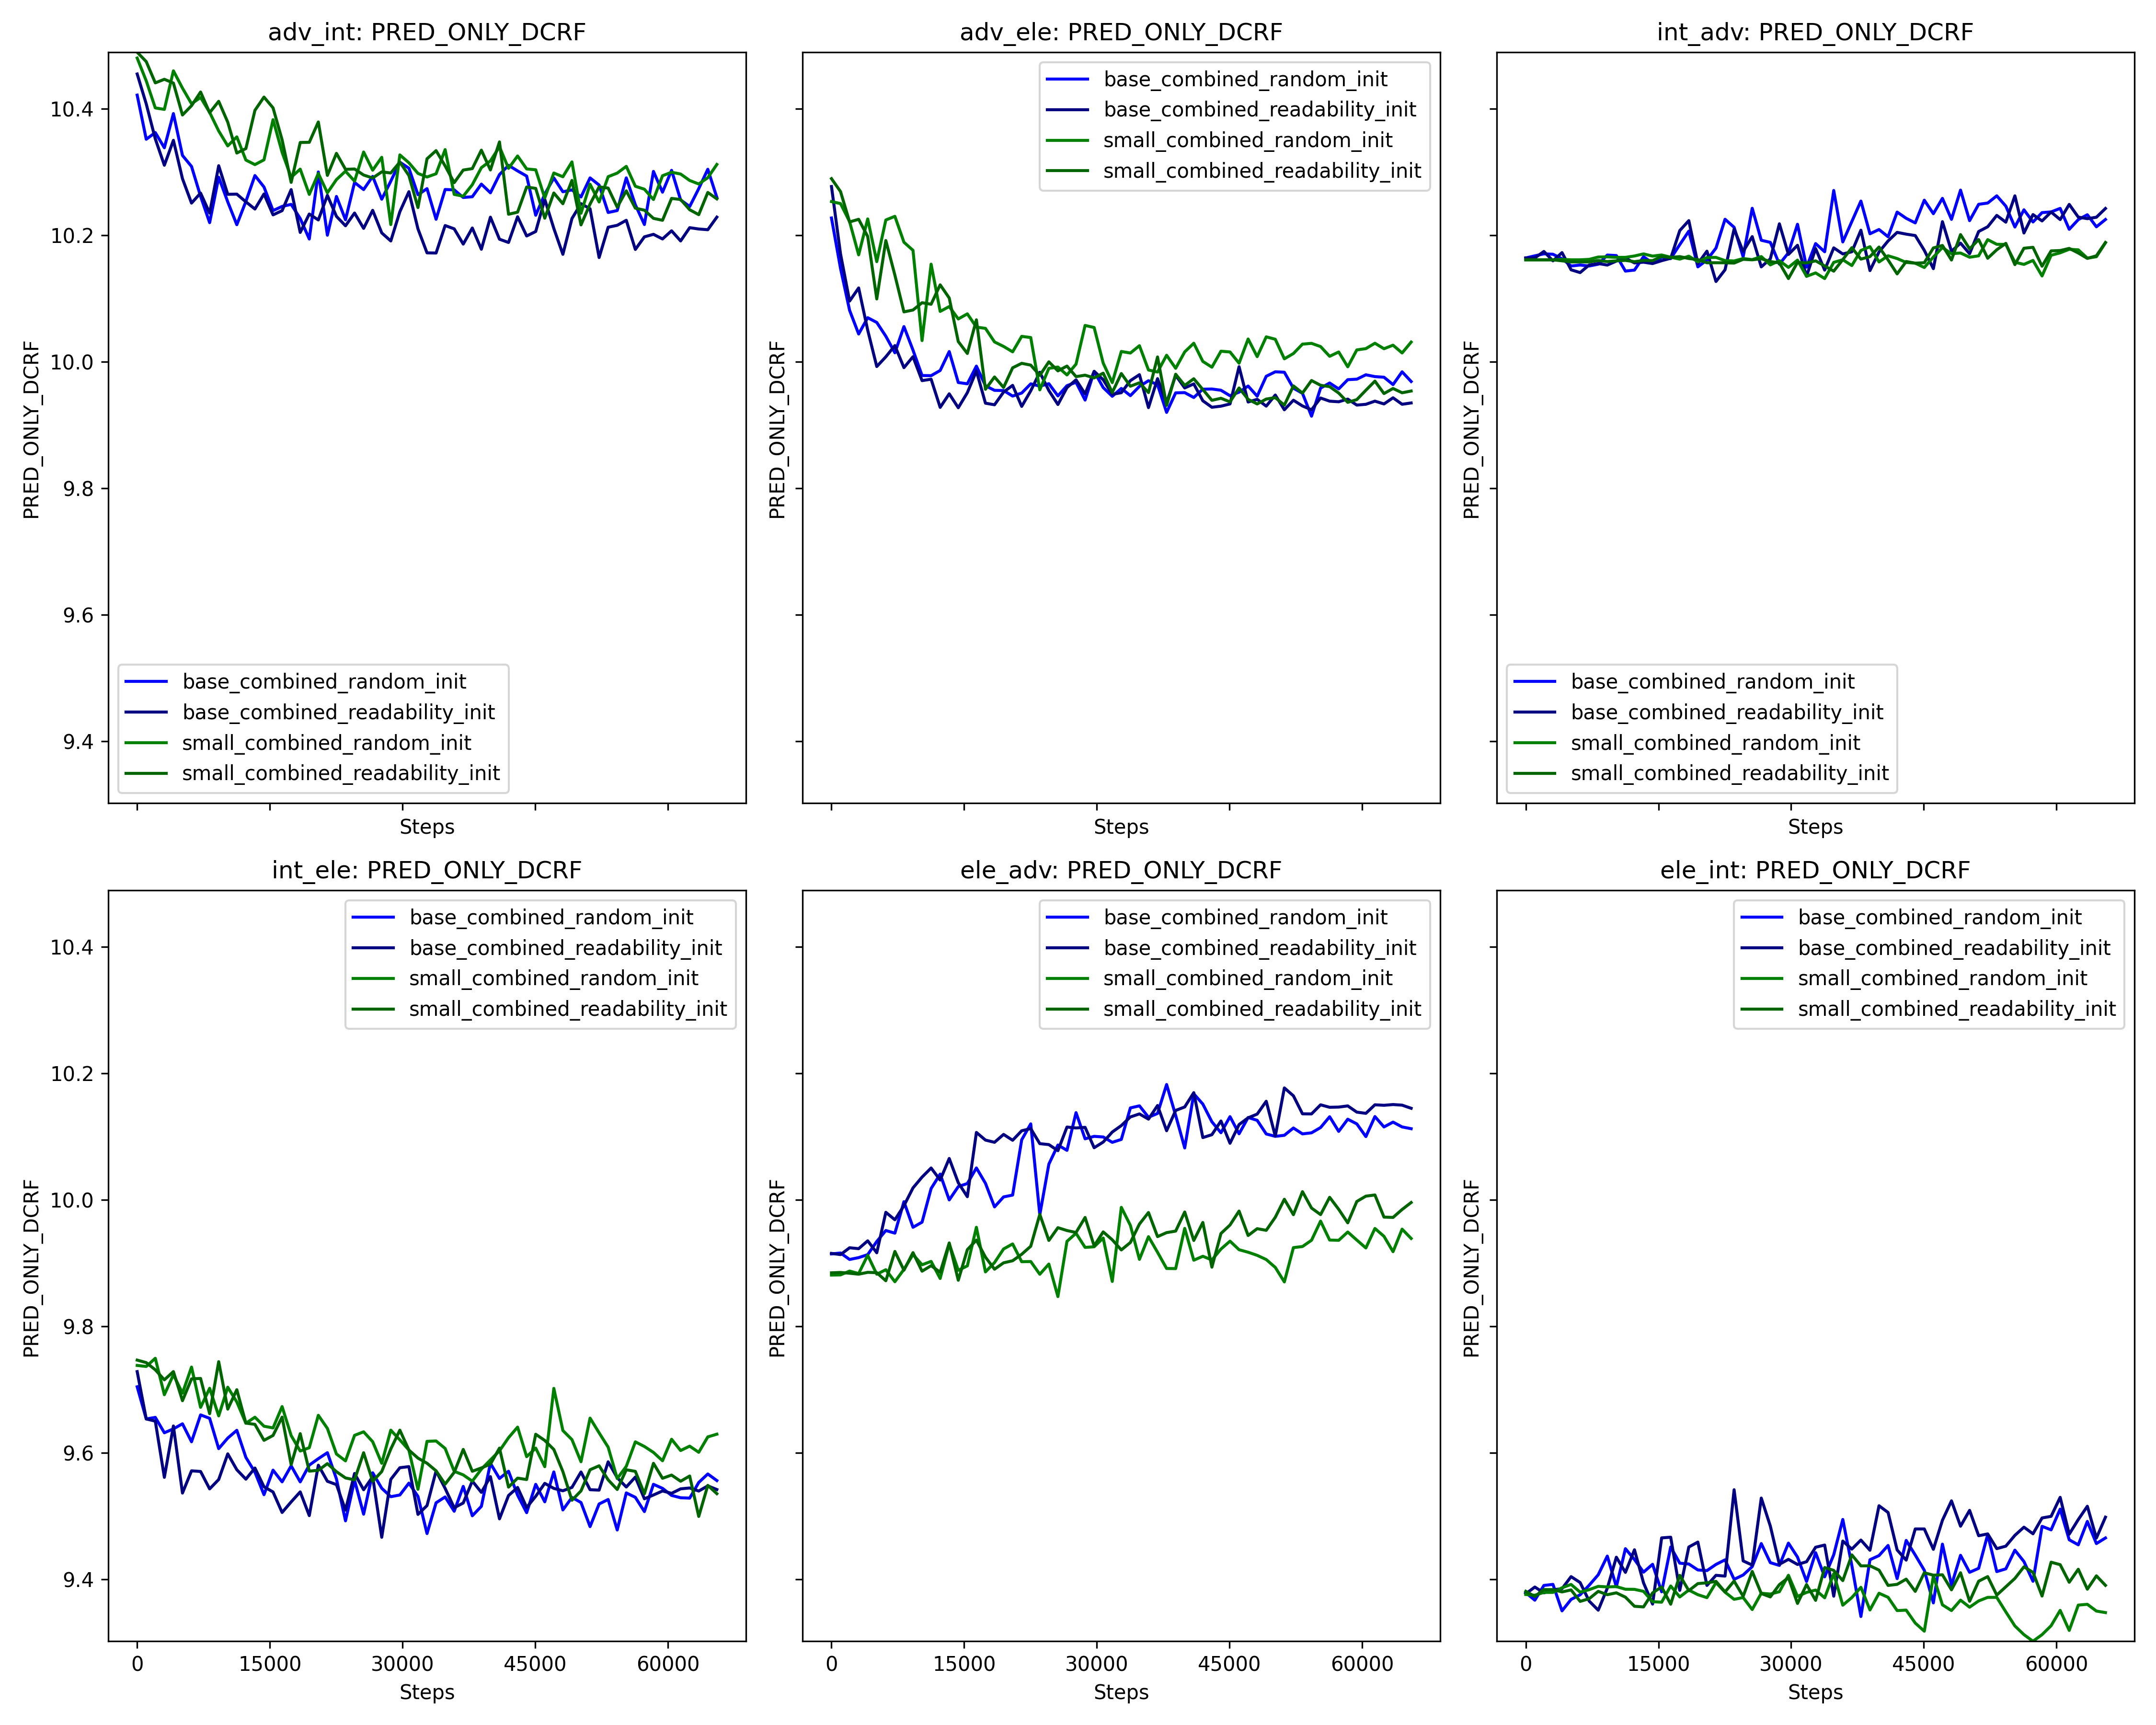 adv_int: PRED_ONLY_DCRF
PRED_ONLY_DCRF
10.4
10.2
10.0
9.8
9.6
9.4
base_combined_random_init
base_combined_readability_init
small_combined_random_init
small_combined_readability_init
Steps
adv_ele: PRED_ONLY_DCRF
PRED_ONLY_DCRF
base_combined_random_init
base_combined_readability_init
small_combined_random_init
small_combined_readability_init
Steps
int_adv: PRED_ONLY_DCRF
PRED_ONLY_DCRF
base_combined_random_init
base_combined_readability_init
small_combined_random_init
small_combined_readability_init
Steps
int_ele: PRED_ONLY_DCRF
PRED_ONLY_DCRF
10.4
10.2
10.0
9.8
9.6
9.4
base_combined_random_init
base_combined_readability_init
small_combined_random_init
small_combined_readability_init
0 15000 30000 45000 60000
Steps
ele_adv: PRED_ONLY_DCRF
PRED_ONLY_DCRF
base_combined_random_init
base_combined_readability_init
small_combined_random_init
small_combined_readability_init
0 15000 30000 45000 60000
Steps
ele_int: PRED_ONLY_DCRF
PRED_ONLY_DCRF
base_combined_random_init
base_combined_readability_init
small_combined_random_init
small_combined_readability_init
0 15000 30000 45000 60000
Steps